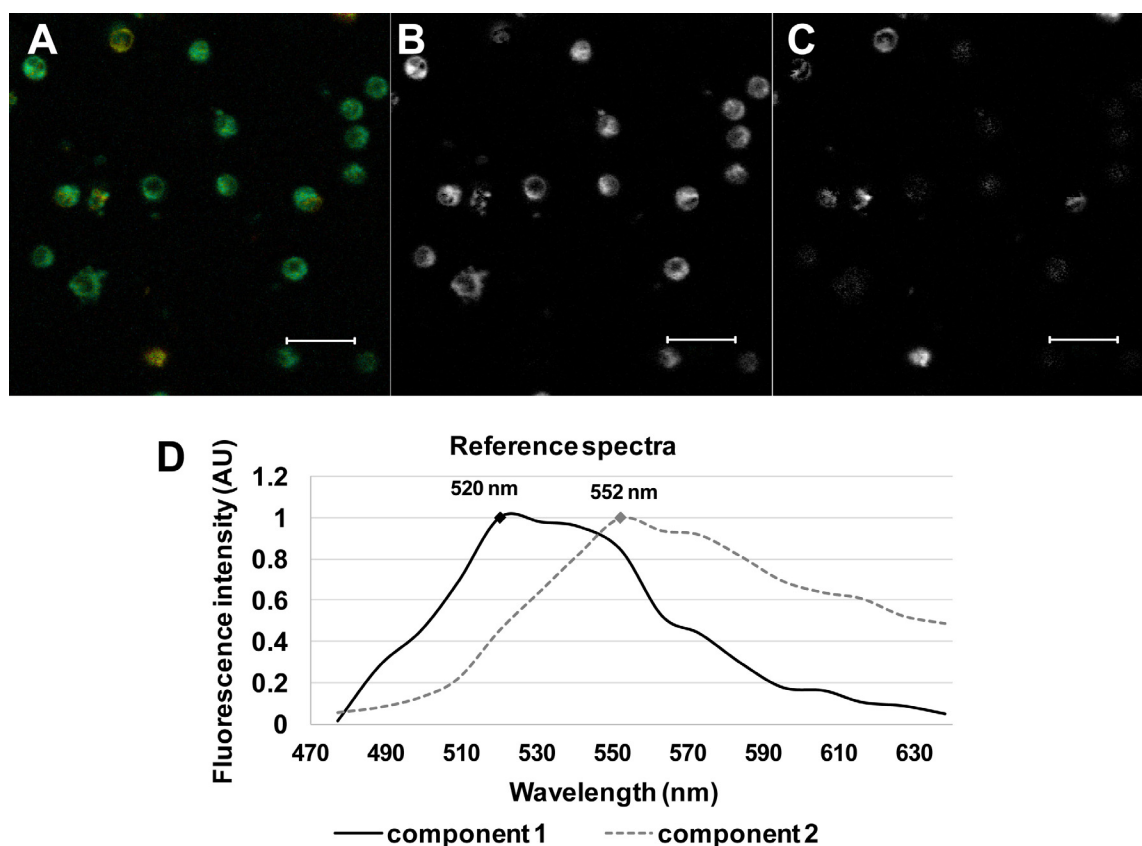 A B C
D
Reference spectra
520 nm 552 nm
Fluorescence intensity (AU)
1.2
1
0.8
0.6
0.4
0.2
0
470 490 510 530 550 570 590 610 630
Wavelength (nm)
component 1 component 2